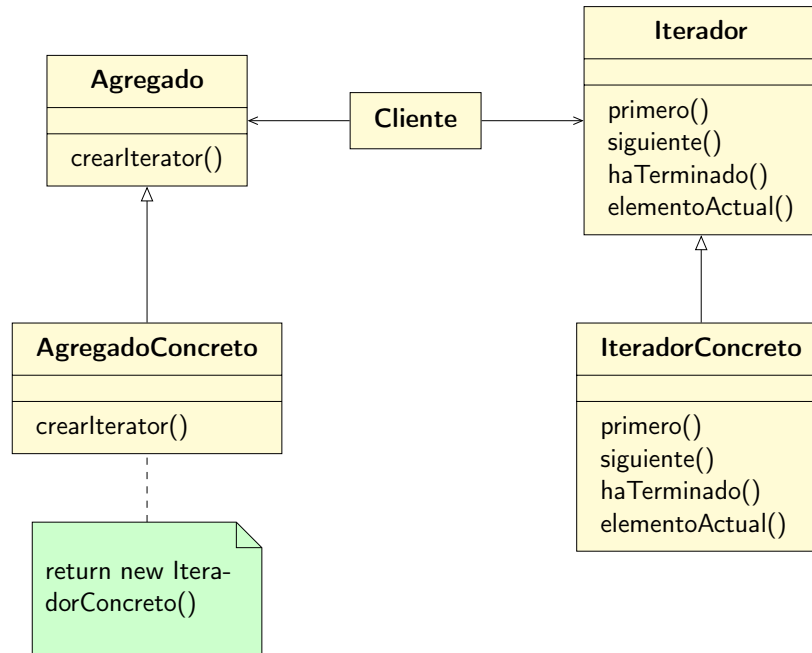 Agregado
crearIterator()
Cliente
Iterador
primero()
siguiente()
haTerminado()
elementoActual()
AgregadoConcreto
crearIterator()
return new Itera-
dorConcreto()
IteradorConcreto
primero()
siguiente()
haTerminado()
elementoActual()